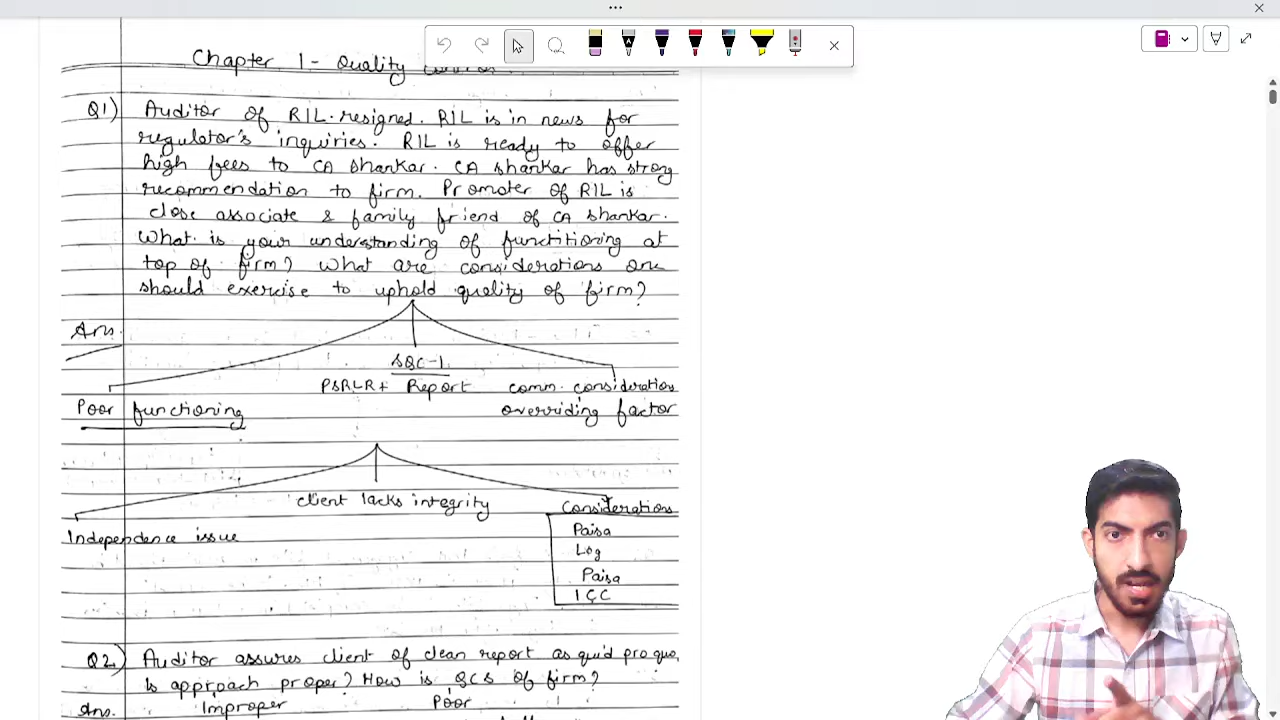 Chapter 1 - Quality
Q1) Auditor of RIL resigned. RIL is in news for
regulator's inquiries. RIL is ready to offer
high fees to CA Shankar. CA Shankar has strong
recommendation to firm. Promoter of RIL is
close associate & family friend of CA Shankar.
What is your understanding of functitioning at
top of firm? What are considerations one
should exercise to uphold quality of firm?
Ans.
SQC-1
PSRLR+ Report comm. consideration
Poor functioning overriding factor
client lacks integrity Considerations
Independence issue Paisa
Log
Paisa
Q2) Auditor assures client of clean report as quid pro quo,
Is approach proper? How is QCS of firm?
Ans. Improper Poor